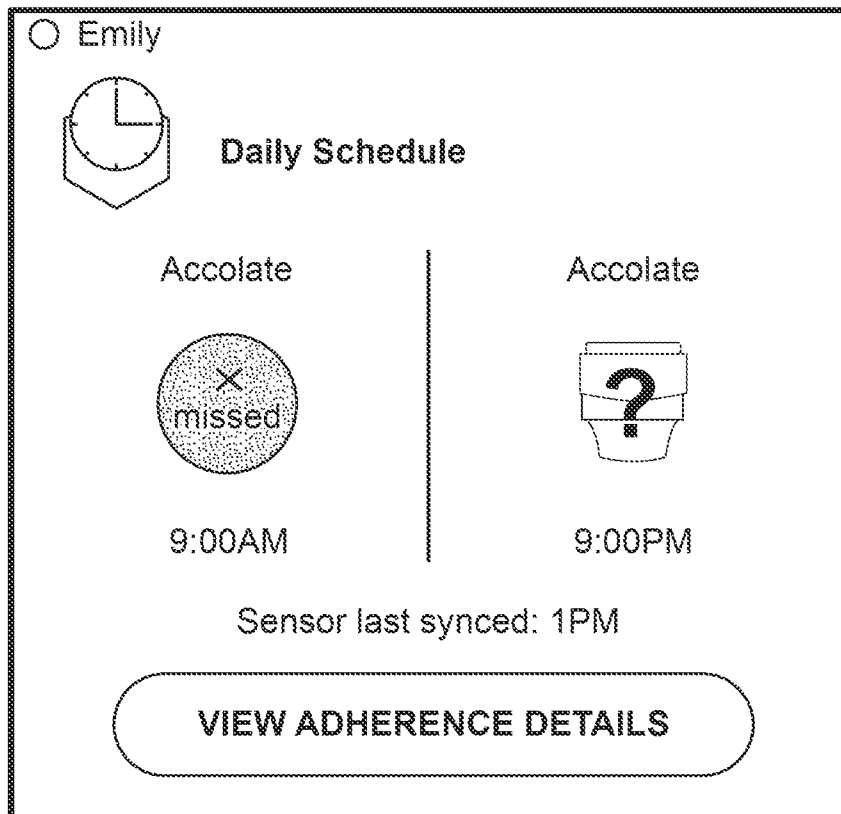 Emily
Daily Schedule
Accolate
Accolate
×
missed
?
9:00AM
9:00PM
Sensor last synced: 1PM
VIEW ADHERENCE DETAILS